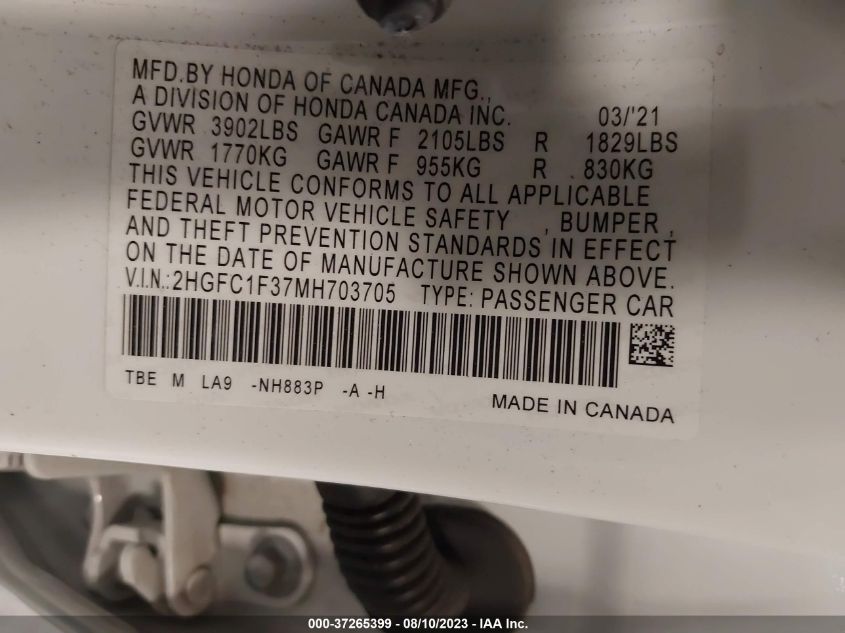 MFD.BY HONDA OF CANADA MFG.,
A DIVISION OF HONDA CANADA INC. 03/'21
GVWR 3902LBS GAWR F 2105LBS R 1829LBS
GVWR 1770KG GAWR F 955KG R 830KG
THIS VEHICLE CONFORMS TO ALL APPLICABLE
FEDERAL MOTOR VEHICLE SAFETY , BUMPER ,
AND THEFT PREVENTION STANDARDS IN EFFECT
ON THE DATE OF MANUFACTURE SHOWN ABOVE.
V.I.N.:2HGFC1F37MH703705 TYPE: PASSENGER CAR
TBE M LA9 -NH883P -A -H
MADE IN CANADA
000-37265399 - 08/10/2023 - IAA Inc.